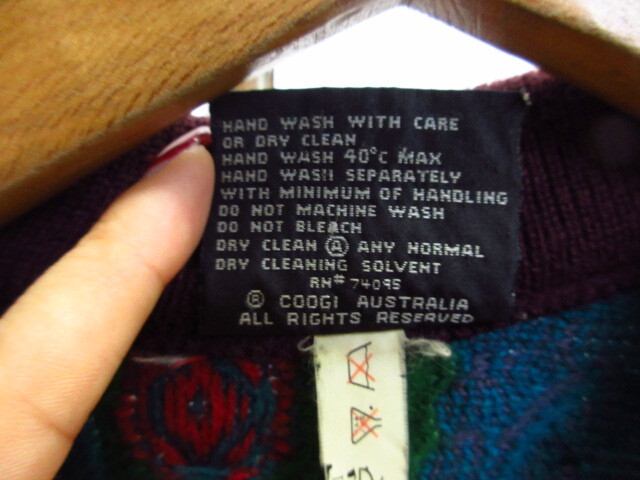 HAND WASH WITH CARE
OR DRY CLEAN
HAND WASH 40°C MAX
HAND WASH SEPARATELY
WITH MINIMUM OF HANDLING
DO NOT MACHINE WASH
DO NOT BLEACH
DRY CLEAN Ⓐ ANY NORMAL
DRY CLEANING SOLVENT
RN# 74095
® COOGI AUSTRALIA
ALL RIGHTS RESERVED